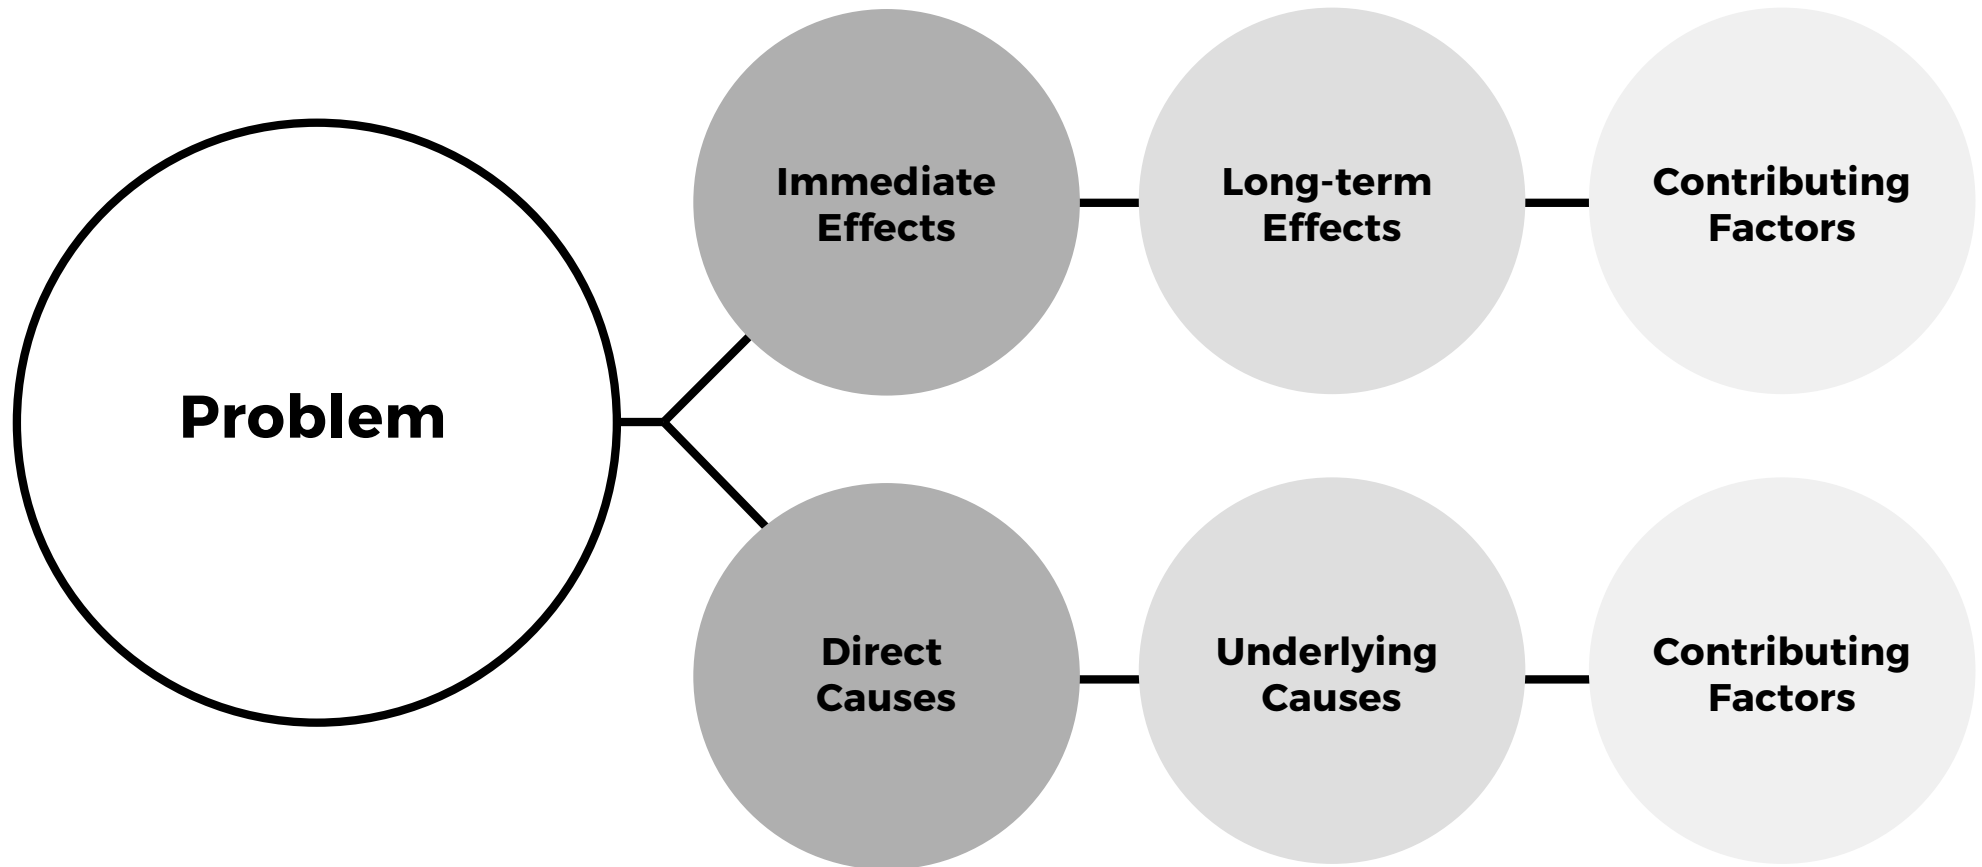 Problem
Immediate
Effects
Long-term
Effects
Contributing
Factors
Direct
Causes
Underlying
Causes
Contributing
Factors